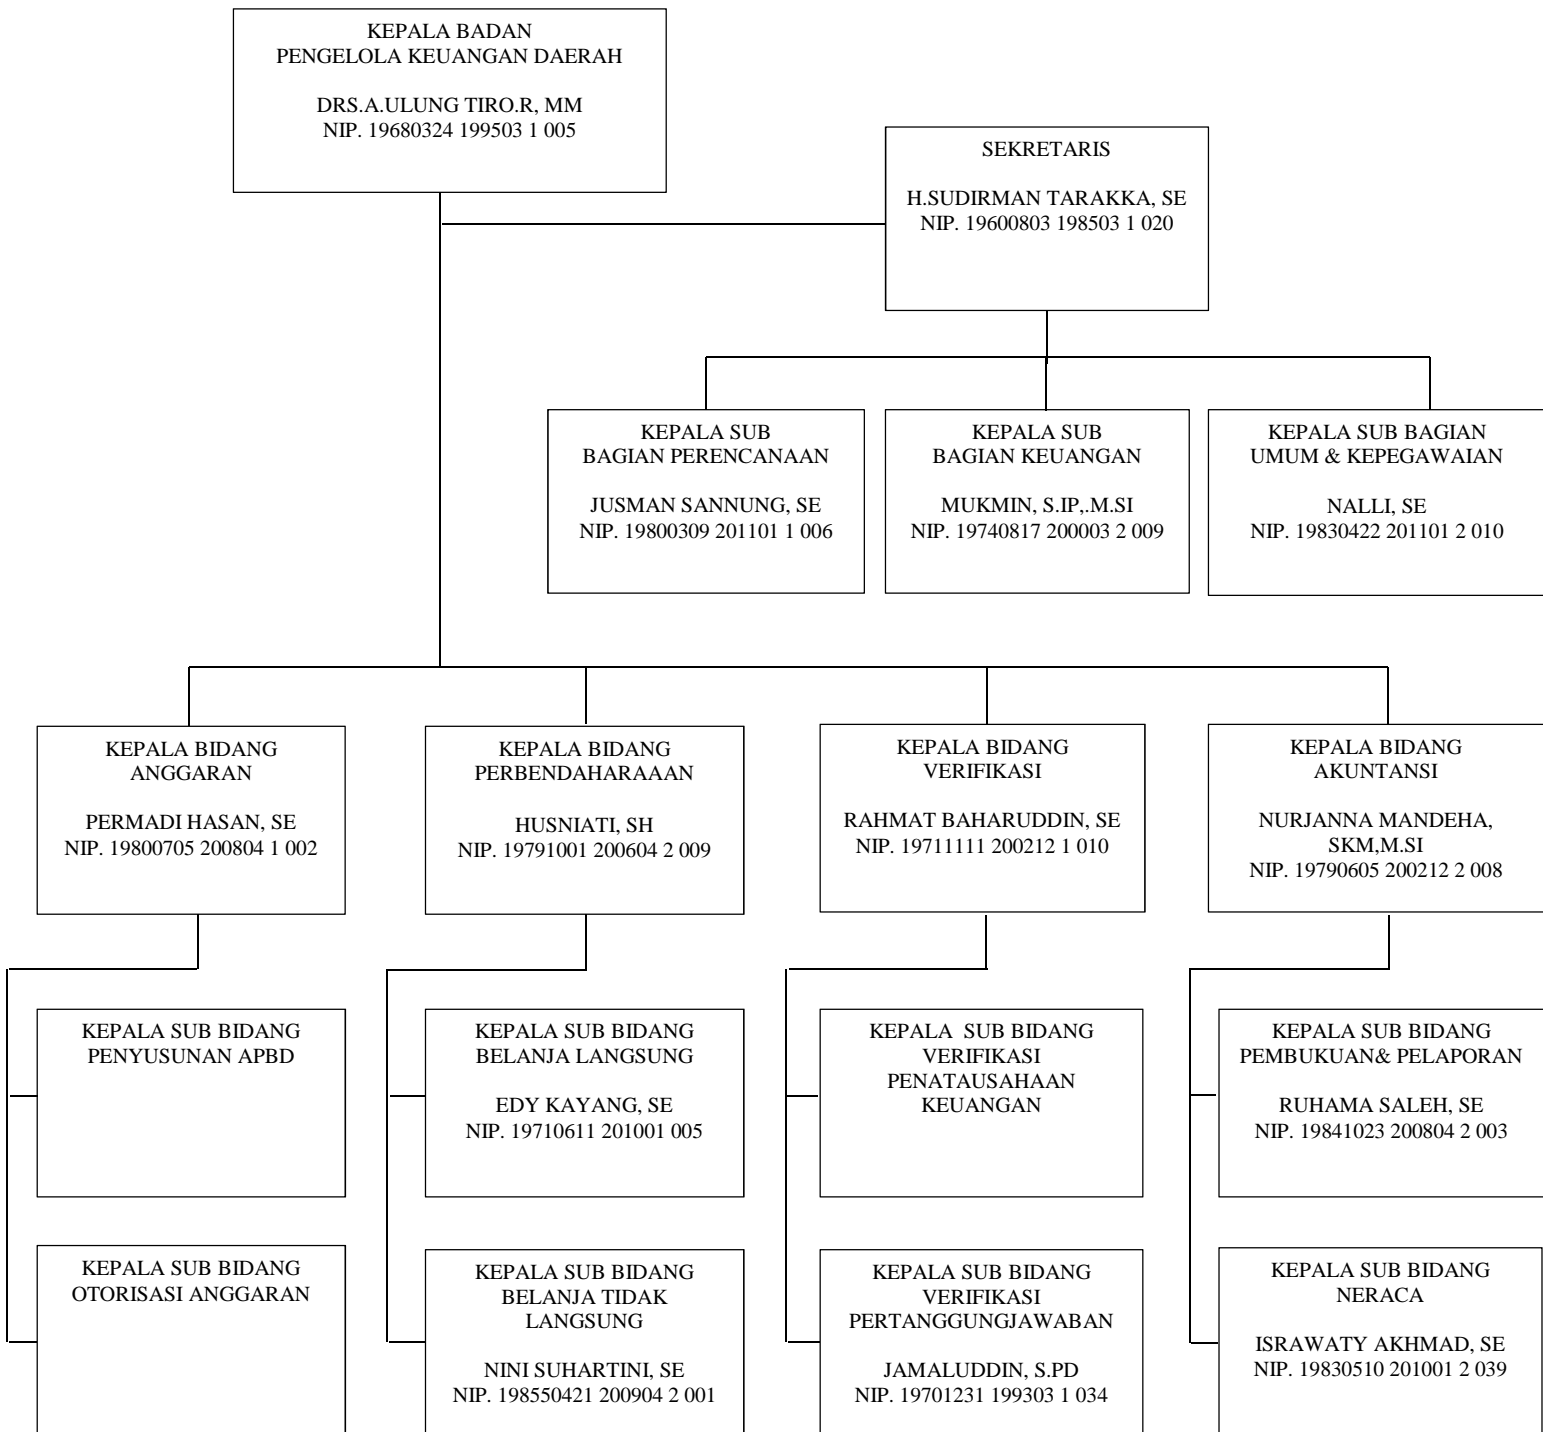 KEPALA BADAN
PENGELOLA KEUANGAN DAERAH
DRS.A.ULUNG TIRO.R, MM
NIP. 19680324 199503 1 005
SEKRETARIS
H.SUDIRMAN TARAKKA, SE
NIP. 19600803 198503 1 020
KEPALA SUB
BAGIAN PERENCANAAN
JUSMAN SANNUNG, SE
NIP. 19800309 201101 1 006
KEPALA SUB
BAGIAN KEUANGAN
MUKMIN, S.IP,.M.SI
NIP. 19740817 200003 2 009
KEPALA SUB BAGIAN
UMUM & KEPEGAWAIAN
NALLI, SE
NIP. 19830422 201101 2 010
KEPALA BIDANG
ANGGARAN
PERMADI HASAN, SE
NIP. 19800705 200804 1 002
KEPALA BIDANG
PERBENDAHARAAAN
HUSNIATI, SH
NIP. 19791001 200604 2 009
KEPALA BIDANG
VERIFIKASI
RAHMAT BAHARUDDIN, SE
NIP. 19711111 200212 1 010
KEPALA BIDANG
AKUNTANSI
NURJANNA MANDEHA,
SKM,M.SI
NIP. 19790605 200212 2 008
KEPALA SUB BIDANG
PENYUSUNAN APBD
KEPALA SUB BIDANG
BELANJA LANGSUNG
EDY KAYANG, SE
NIP. 19710611 201001 005
KEPALA  SUB BIDANG
VERIFIKASI
PENATAUSAHAAN
KEUANGAN
KEPALA SUB BIDANG
PEMBUKUAN& PELAPORAN
RUHAMA SALEH, SE
NIP. 19841023 200804 2 003
KEPALA SUB BIDANG
OTORISASI ANGGARAN
KEPALA SUB BIDANG
BELANJA TIDAK
LANGSUNG
NINI SUHARTINI, SE
NIP. 198550421 200904 2 001
KEPALA SUB BIDANG
VERIFIKASI
PERTANGGUNGJAWABAN
JAMALUDDIN, S.PD
NIP. 19701231 199303 1 034
KEPALA SUB BIDANG
NERACA
ISRAWATY AKHMAD, SE
NIP. 19830510 201001 2 039